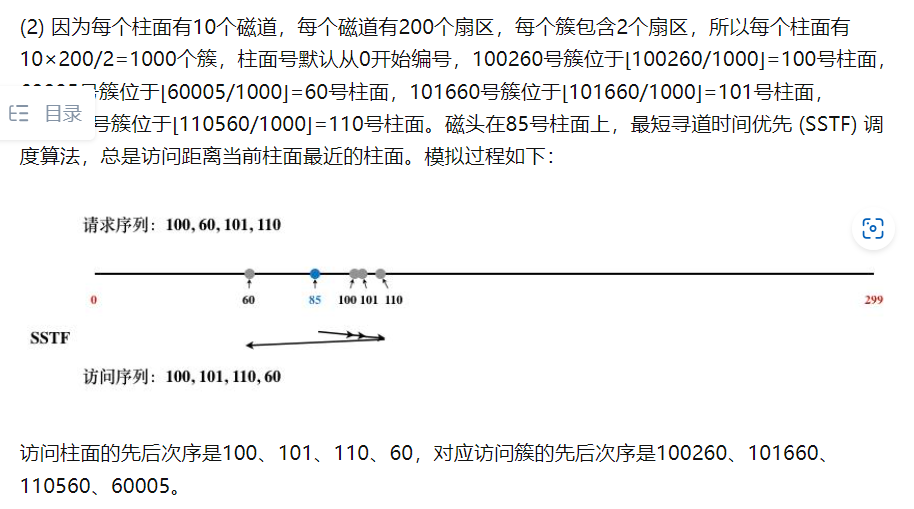 (2) 因为每个柱面有10个磁道，每个磁道有200个扇区，每个簇包含2个扇区，所以每个柱面有
10×200/2=1000个簇，柱面号默认从0开始编号，100260号簇位于⌊100260/1000⌋=100号柱面，
号簇位于⌊60005/1000⌋=60号柱面，101660号簇位于⌊101660/1000⌋=101号柱面，
目录
号簇位于⌊110560/1000⌋=110号柱面。磁头在85号柱面上，最短寻道时间优先 (SSTF) 调
度算法，总是访问距离当前柱面最近的柱面。模拟过程如下：
请求序列：100, 60, 101, 110
0 60 85 100 101 110 299
SSTF
访问序列：100, 101, 110, 60
访问柱面的先后次序是100、101、110、60，对应访问簇的先后次序是100260、101660、
110560、60005。